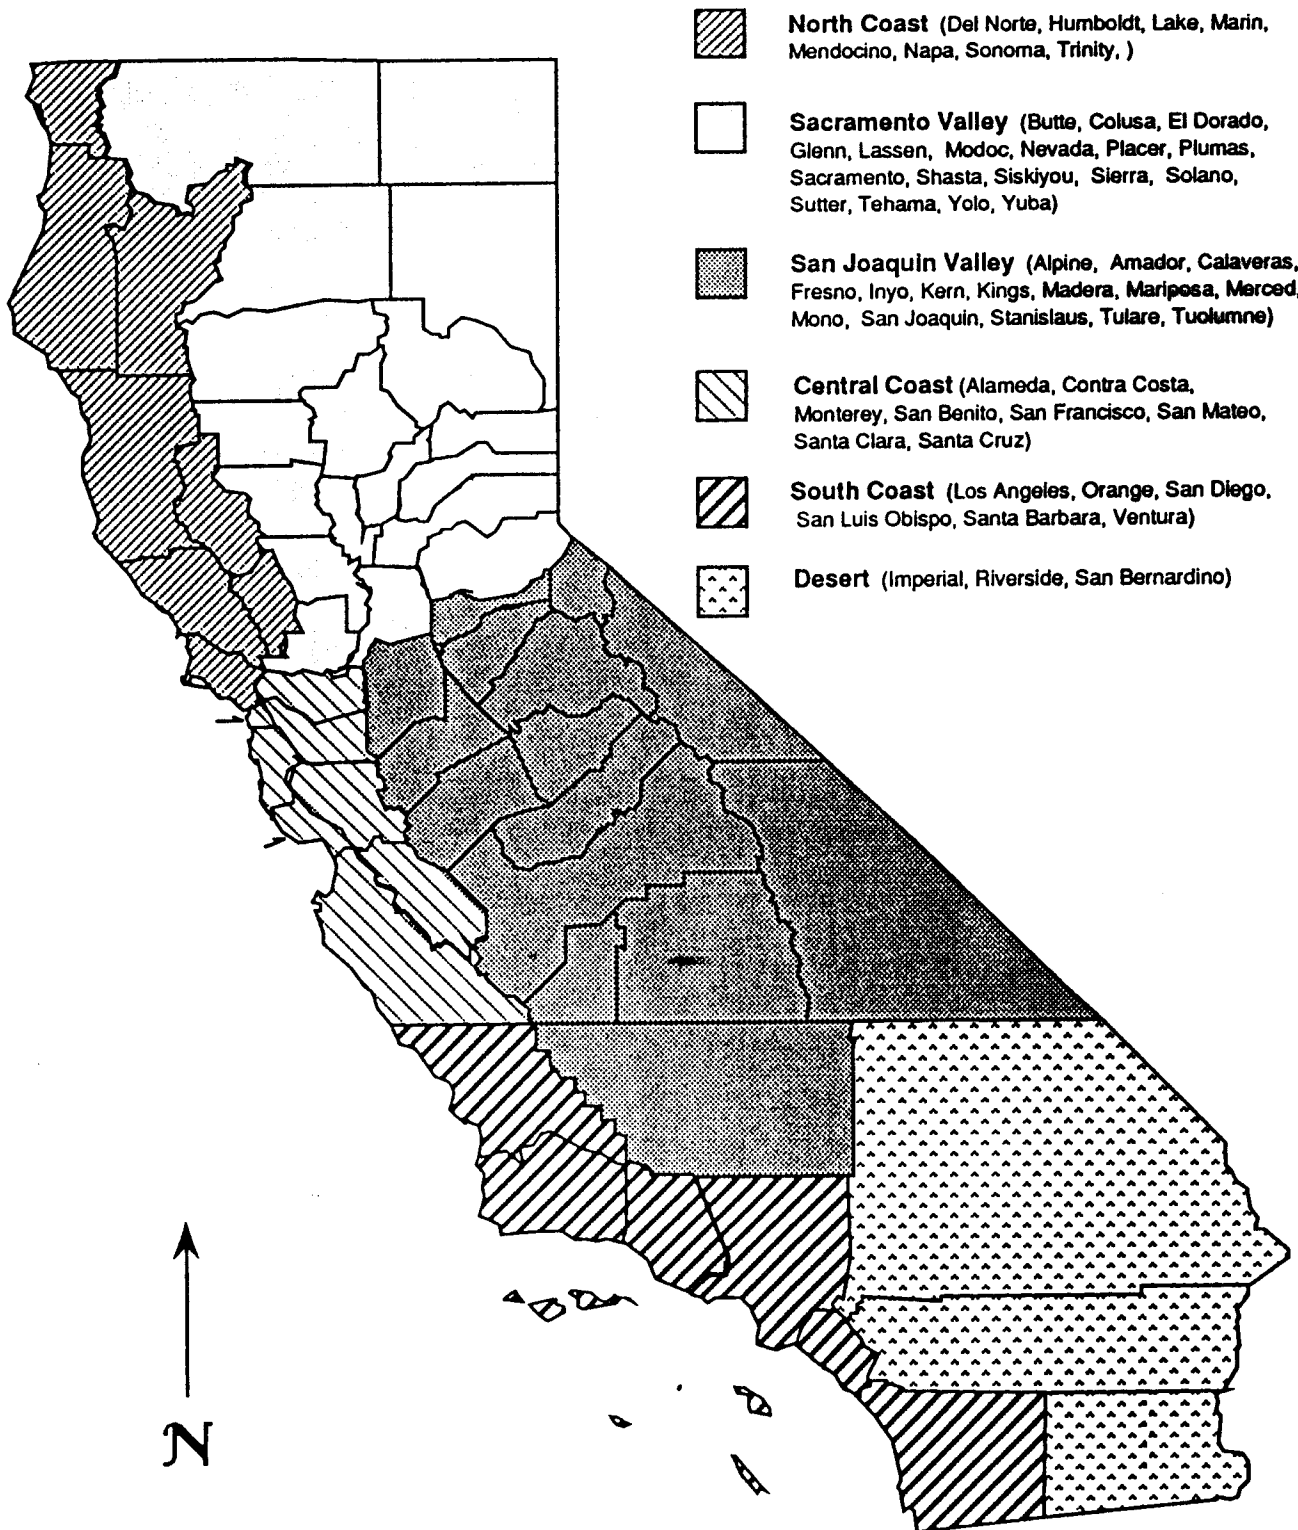 North Coast (Del Norte, Humboldt, Lake, Marin,
Mendocino, Napa, Sonoma, Trinity, )
Sacramento Valley (Butte, Colusa, El Dorado,
Glenn, Lassen, Modoc, Nevada, Placer, Plumas,
Sacramento, Shasta, Siskiyou, Sierra, Solano,
Sutter, Tehama, Yolo, Yuba)
San Joaquin Valley (Alpine, Amador, Calaveras,
Fresno, Inyo, Kern, Kings, Madera, Mariposa, Merced,
Mono, San Joaquin, Stanislaus, Tulare, Tuolumne)
Central Coast (Alameda, Contra Costa,
Monterey, San Benito, San Francisco, San Mateo,
Santa Clara, Santa Cruz)
South Coast (Los Angeles, Orange, San Diego,
San Luis Obispo, Santa Barbara, Ventura)
Desert (Imperial, Riverside, San Bernardino)
N